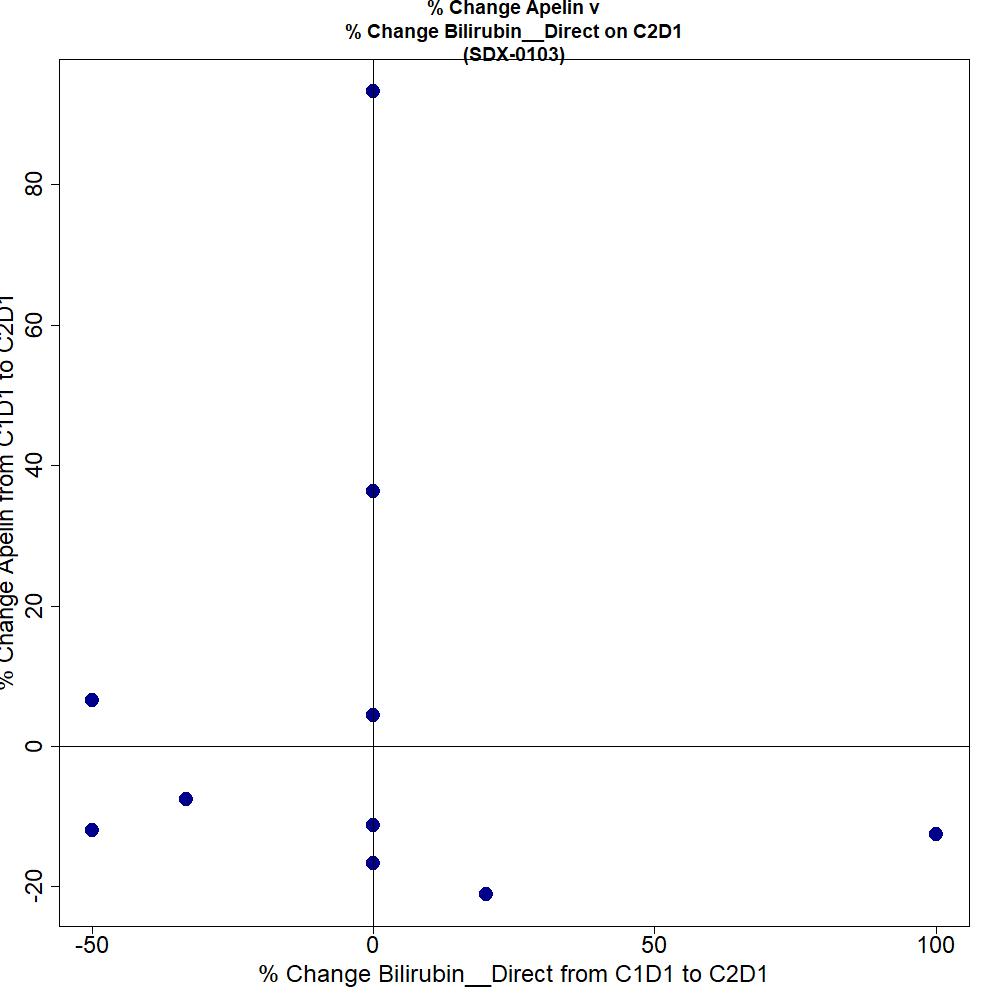 % Change Apelin v
% Change Bilirubin__Direct on C2D1
(SDX-0103)
% Change Apelin from C1D1 to C2D1
80
60
40
20
0
-20
-50
0
50
100
% Change Bilirubin__Direct from C1D1 to C2D1